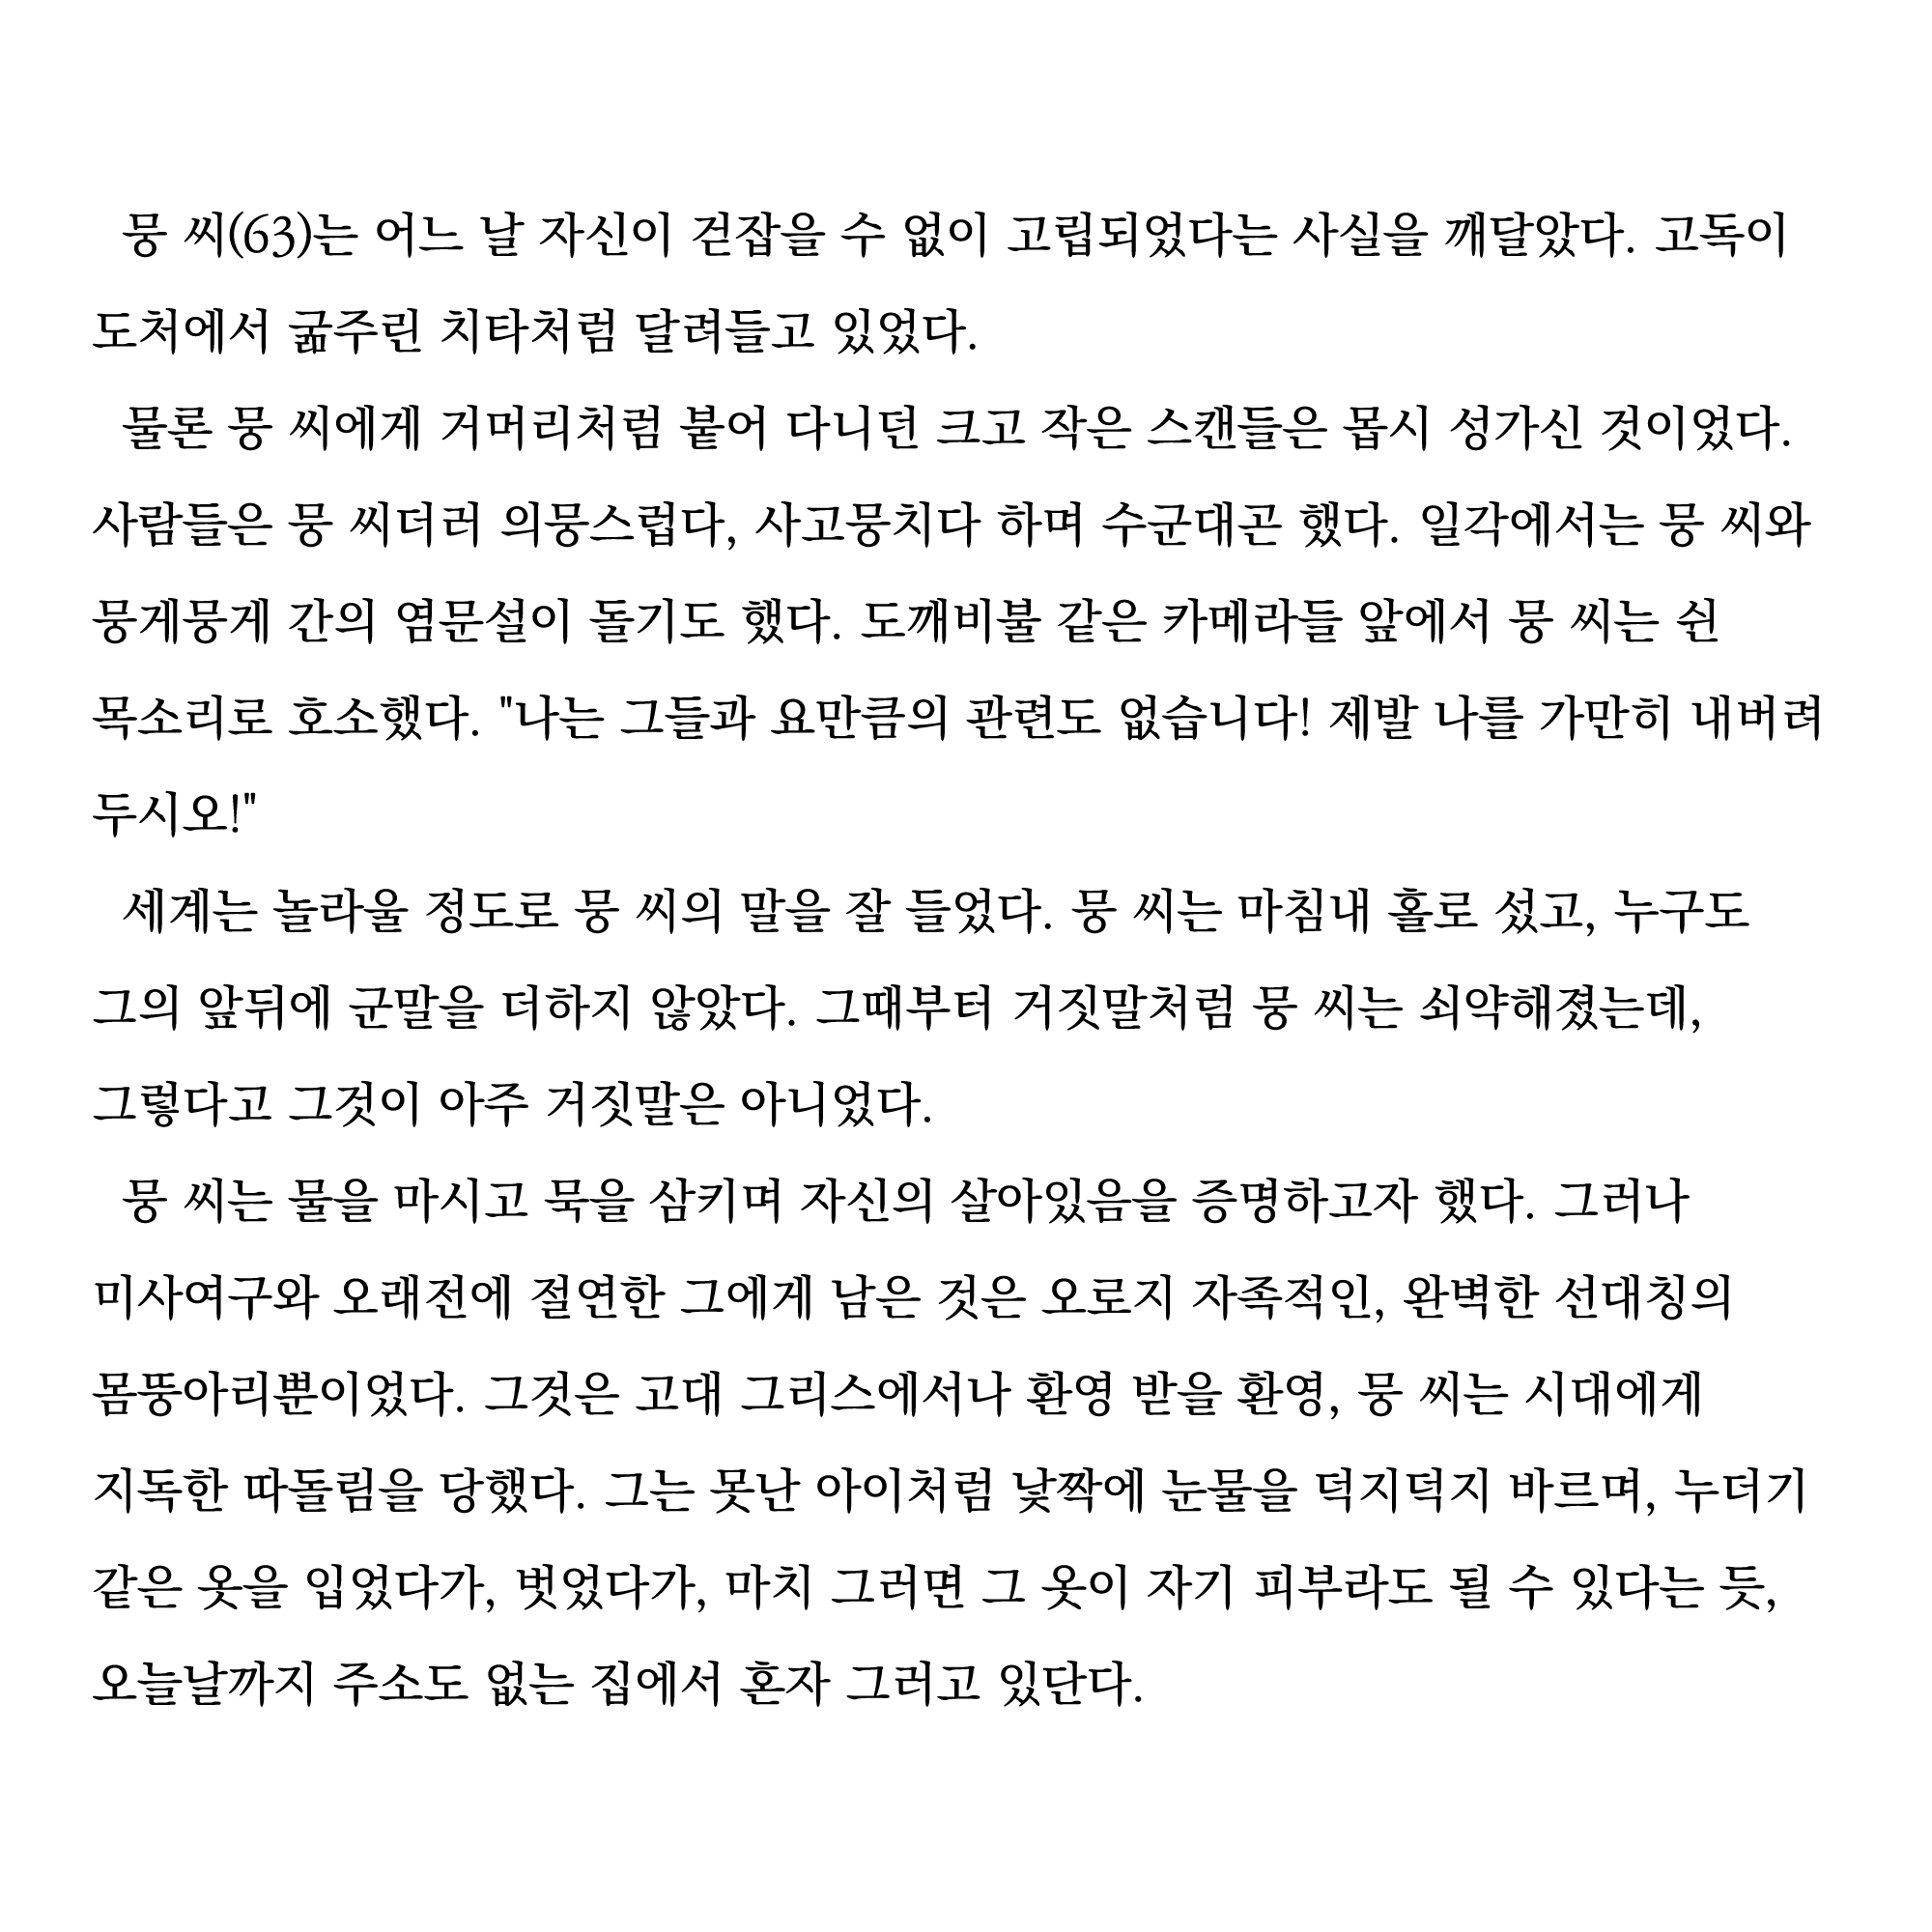 뭉 씨(63)는 어느 날 자신이 걷잡을 수 없이 고립되었다는 사실을 깨달았다. 고독이
도처에서 굶주린 치타처럼 달려들고 있었다.
물론 뭉 씨에게 거머리처럼 붙어 다니던 크고 작은 스캔들은 몹시 성가신 것이었다.
사람들은 뭉 씨더러 의뭉스럽다, 사고뭉치다 하며 수군대곤 했다. 일각에서는 뭉 씨와
뭉게뭉게 간의 염문설이 돌기도 했다. 도깨비불 같은 카메라들 앞에서 뭉 씨는 쉰
목소리로 호소했다. "나는 그들과 요만큼의 관련도 없습니다! 제발 나를 가만히 내버려
두시오!"
세계는 놀라울 정도로 뭉 씨의 말을 잘 들었다. 뭉 씨는 마침내 홀로 섰고, 누구도
그의 앞뒤에 군말을 더하지 않았다. 그때부터 거짓말처럼 뭉 씨는 쇠약해졌는데,
그렇다고 그것이 아주 거짓말은 아니었다.
뭉 씨는 물을 마시고 묵을 삼키며 자신의 살아있음을 증명하고자 했다. 그러나
미사여구와 오래전에 절연한 그에게 남은 것은 오로지 자족적인, 완벽한 선대칭의
몸뚱아리뿐이었다. 그것은 고대 그리스에서나 환영 받을 환영, 뭉 씨는 시대에게
지독한 따돌림을 당했다. 그는 못난 아이처럼 낯짝에 눈물을 덕지덕지 바르며, 누더기
같은 옷을 입었다가, 벗었다가, 마치 그러면 그 옷이 자기 피부라도 될 수 있다는 듯,
오늘날까지 주소도 없는 집에서 혼자 그러고 있단다.